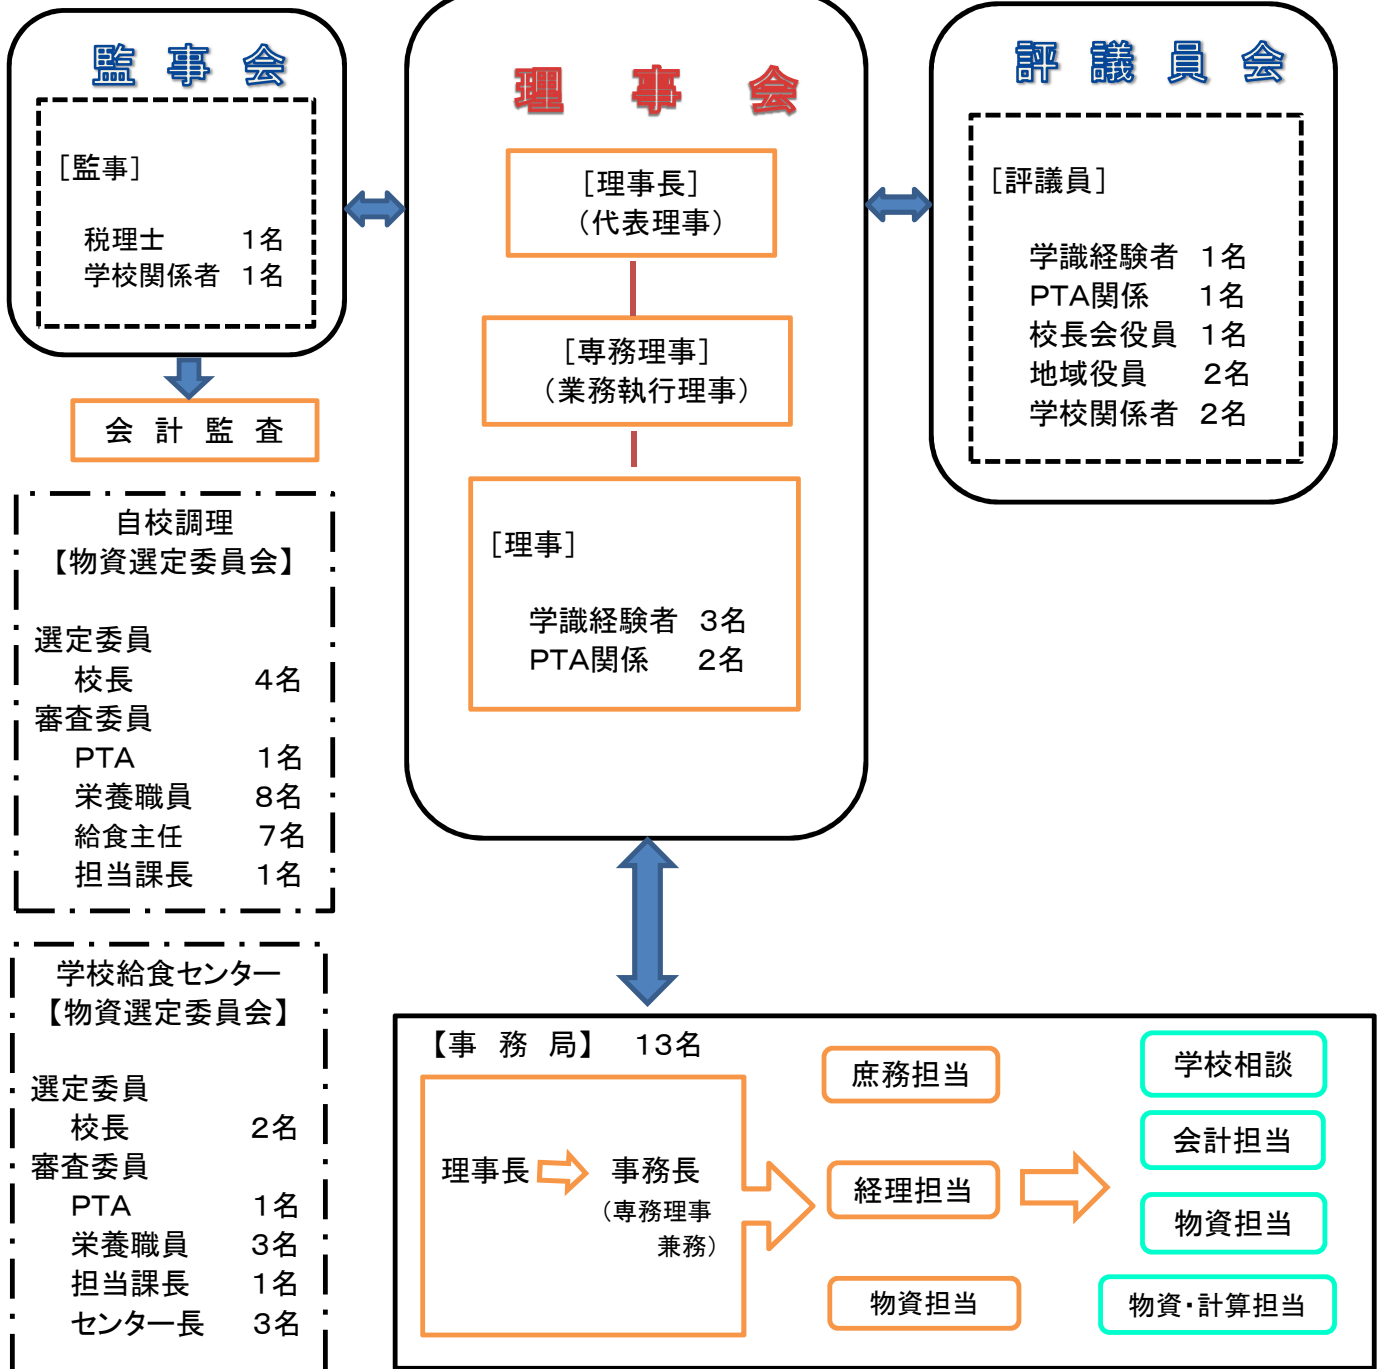 監 事 会
[監事]
税理士 1名
学校関係者 1名
会 計 監 査
理 事 会
[理事長]
（代表理事）
[専務理事]
（業務執行理事）
[理事]
学識経験者 3名
PTA関係 2名
評 議 員 会
[評議員]
学識経験者 1名
PTA関係 1名
校長会役員 1名
地域役員 2名
学校関係者 2名
自校調理
【物資選定委員会】
選定委員
校長 4名
審査委員
PTA 1名
栄養職員 8名
給食主任 7名
担当課長 1名
学校給食センター
【物資選定委員会】
選定委員
校長 2名
審査委員
PTA 1名
栄養職員 3名
担当課長 1名
センター長 3名
【事 務 局】 13名
理事長
事務長
（専務理事
兼務）
庶務担当
経理担当
物資担当
学校相談
会計担当
物資担当
物資・計算担当